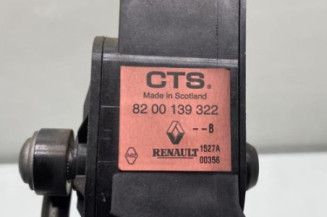 CTS®
Made in Scotland
82 00 139 322
--B
RENAULT 1527A
00356